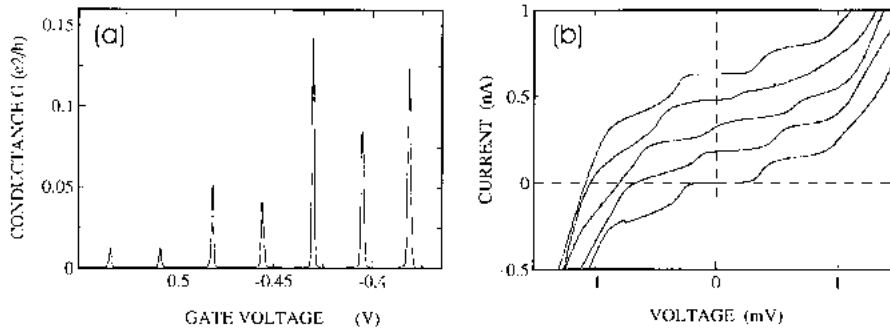 (a)
CONDUCTANCE G (e2/h)
0.15
0.10
0.05
0
0.5
-0.45
-0.4
GATE VOLTAGE (V)
(b)
CURRENT (nA)
1
0.5
0
-0.5
1
0
1
VOLTAGE (mV)